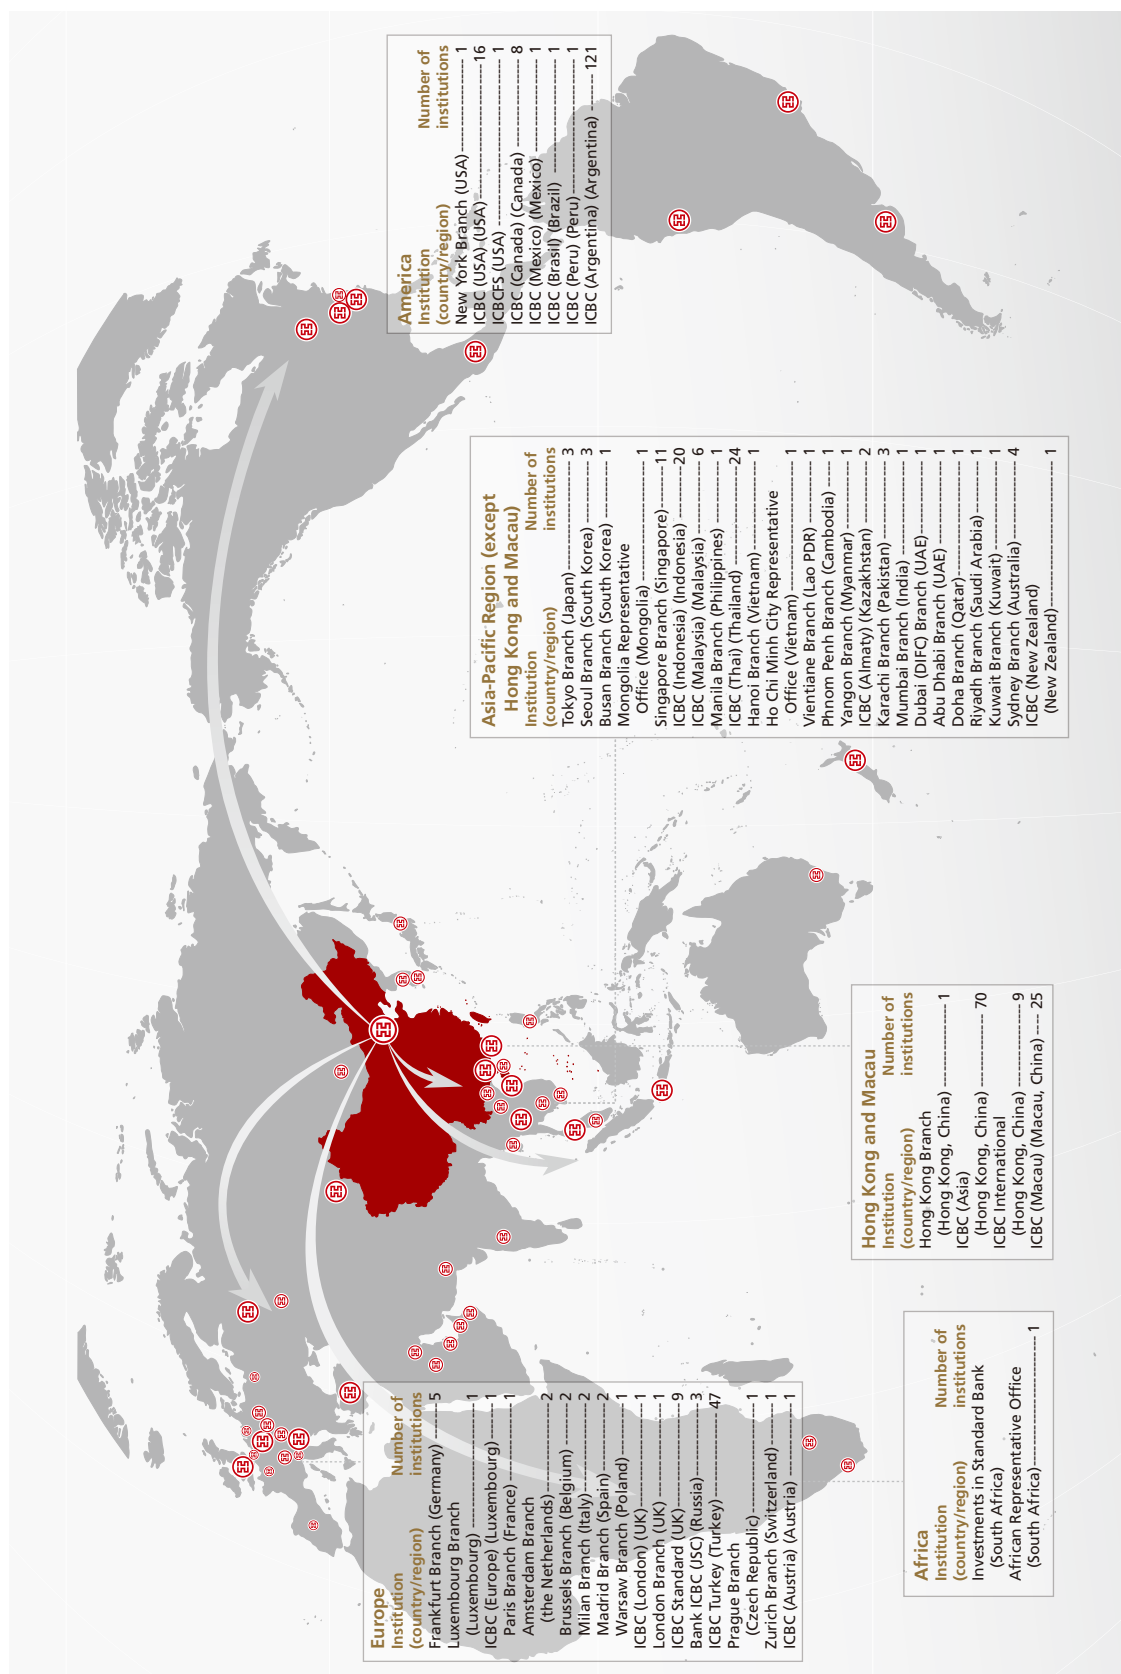 Europe
Institution
(country/region)
Number of
institutions
Frankfurt Branch (Germany) 5
Luxembourg Branch
(Luxembourg) 1
ICBC (Europe) (Luxembourg) 1
Paris Branch (France) 1
Amsterdam Branch
(the Netherlands) 2
Brussels Branch (Belgium) 2
Milan Branch (Italy) 2
Madrid Branch (Spain) 2
Warsaw Branch (Poland) 1
ICBC (London) (UK) 1
London Branch (UK) 1
ICBC Standard (UK) 9
Bank ICBC (JSC) (Russia) 3
ICBC Turkey (Turkey) 47
Prague Branch
(Czech Republic) 1
Zurich Branch (Switzerland) 1
ICBC (Austria) (Austria) 1
Africa
Institution
(country/region)
Number of
institutions
Investments in Standard Bank
(South Africa)
African Representative Office
(South Africa) 1
Hong Kong and Macau
Institution
(country/region)
Number of
institutions
Hong Kong Branch
(Hong Kong, China) 1
ICBC (Asia)
(Hong Kong, China) 70
ICBC International
(Hong Kong, China) 9
ICBC (Macau) (Macau, China) 25
Asia-Pacific Region (except
Hong Kong and Macau)
Institution
(country/region)
Number of
institutions
Tokyo Branch (Japan) 3
Seoul Branch (South Korea) 3
Busan Branch (South Korea) 1
Mongolia Representative
Office (Mongolia) 1
Singapore Branch (Singapore) 11
ICBC (Indonesia) (Indonesia) 20
ICBC (Malaysia) (Malaysia) 6
Manila Branch (Philippines) 1
ICBC (Thai) (Thailand) 24
Hanoi Branch (Vietnam) 1
Ho Chi Minh City Representative
Office (Vietnam) 1
Vientiane Branch (Lao PDR) 1
Phnom Penh Branch (Cambodia) 1
Yangon Branch (Myanmar) 1
ICBC (Almaty) (Kazakhstan) 2
Karachi Branch (Pakistan) 3
Mumbai Branch (India) 1
Dubai (DIFC) Branch (UAE) 1
Abu Dhabi Branch (UAE) 1
Doha Branch (Qatar) 1
Riyadh Branch (Saudi Arabia) 1
Kuwait Branch (Kuwait) 1
Sydney Branch (Australia) 4
ICBC (New Zealand)
(New Zealand) 1
America
Institution
(country/region)
Number of
institutions
New York Branch (USA) 1
ICBC (USA) (USA) 16
ICBCFS (USA) 1
ICBC (Canada) (Canada) 8
ICBC (Mexico) (Mexico) 1
ICBC (Brasil) (Brazil) 1
ICBC (Peru) (Peru) 1
ICBC (Argentina) (Argentina) 121